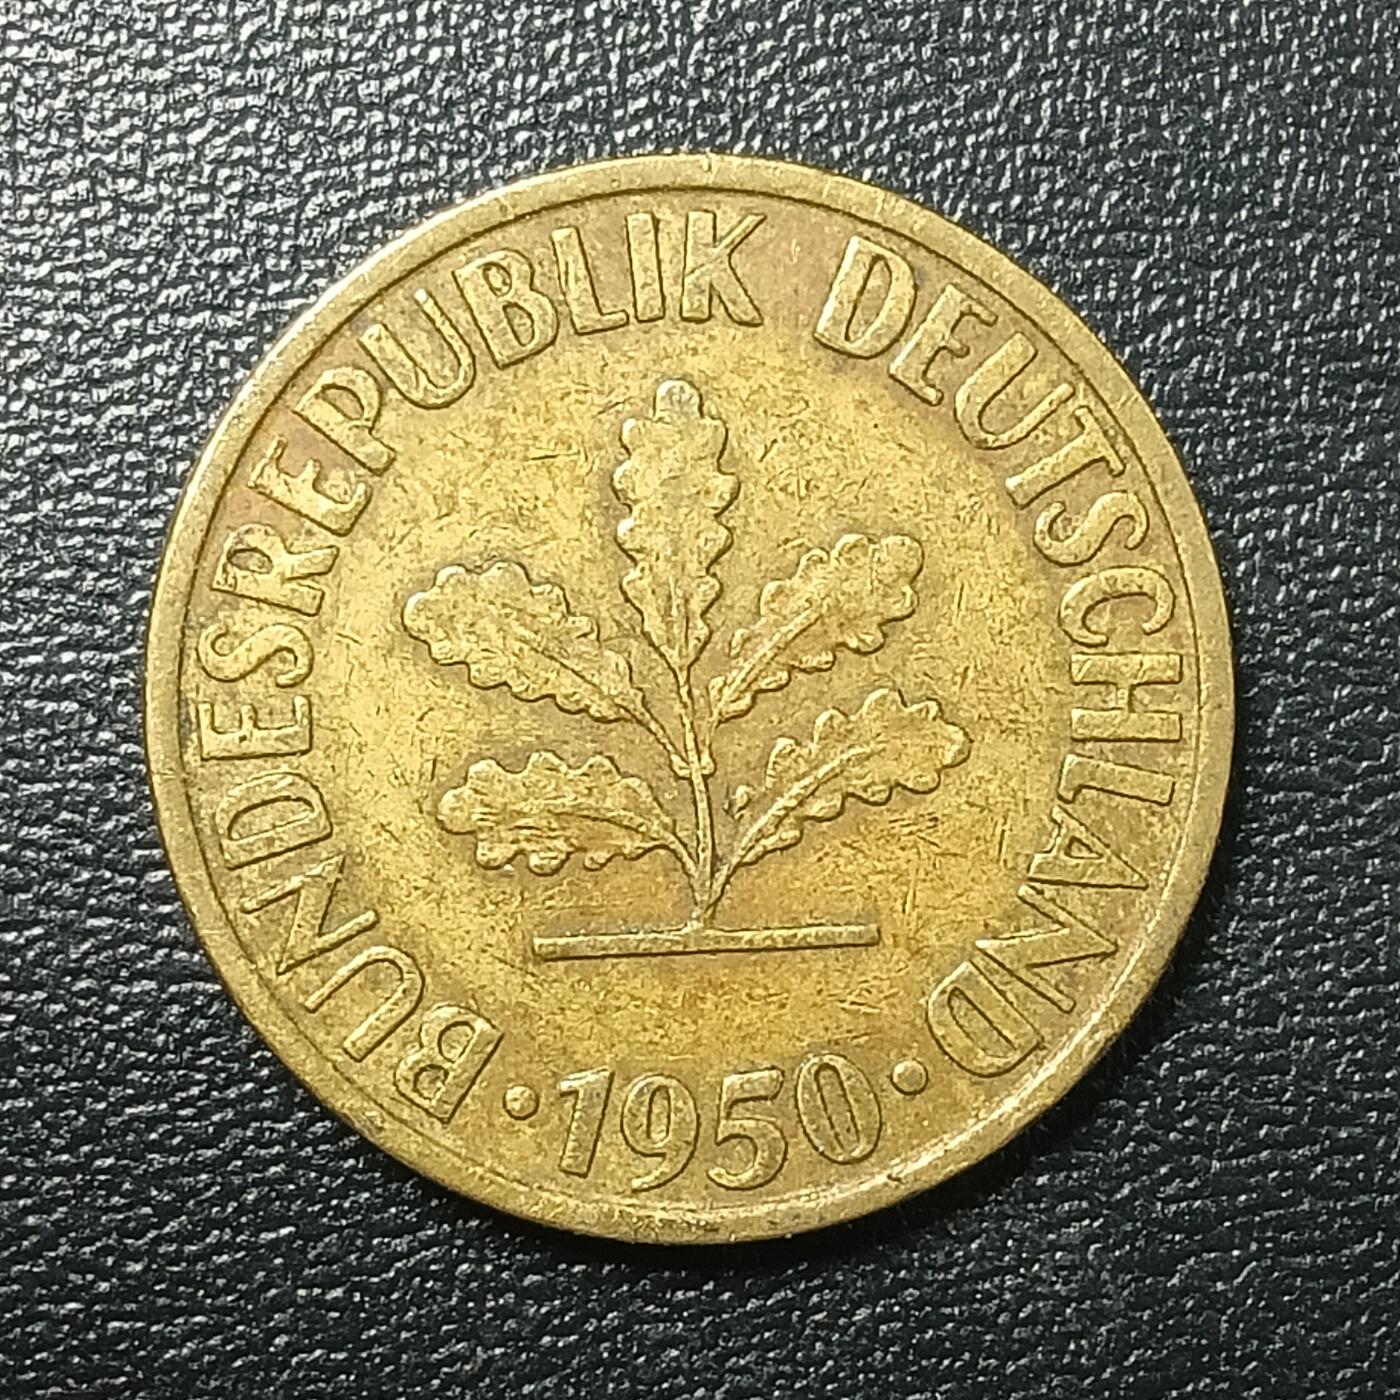 BUNDESREPUBLIK DEUTSCHLAND
· 1950 ·